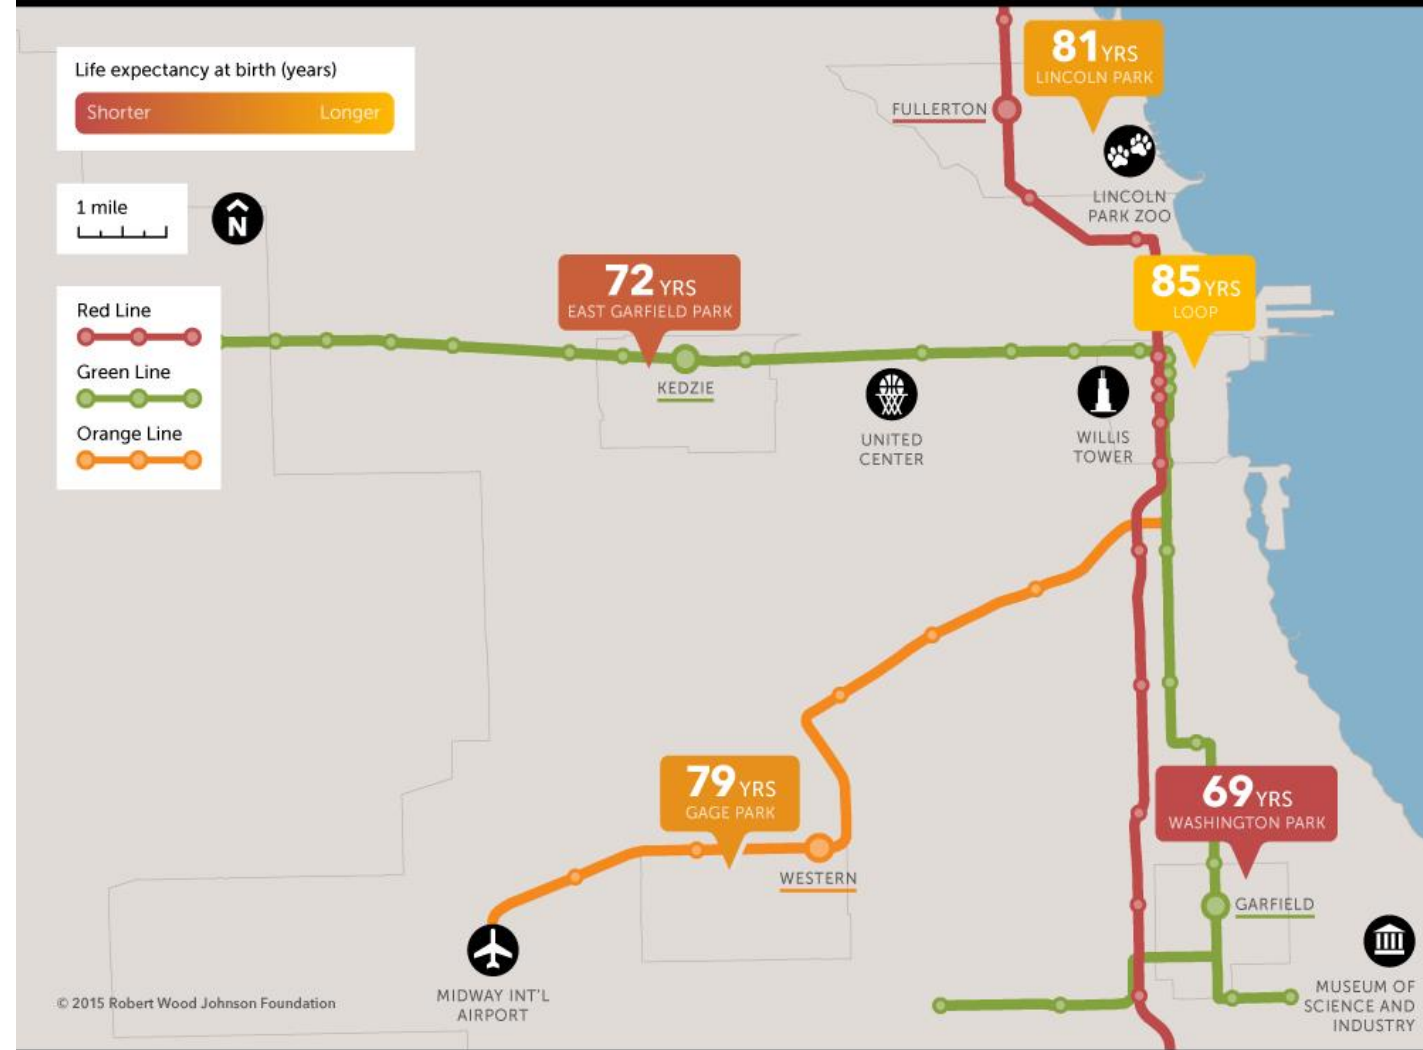 Life expectancy at birth (years)
Shorter
Longer
1 mile
N
Red Line
Green Line
Orange Line
81 YRS
LINCOLN PARK
FULLERTON
LINCOLN
PARK ZOO
72 YRS
EAST GARFIELD PARK
85 YRS
LOOP
KEDZIE
UNITED
CENTER
WILLIS
TOWER
79 YRS
GAGE PARK
69 YRS
WASHINGTON PARK
WESTERN
GARFIELD
MIDWAY INT'L
AIRPORT
MUSEUM OF
SCIENCE AND
INDUSTRY
© 2015 Robert Wood Johnson Foundation